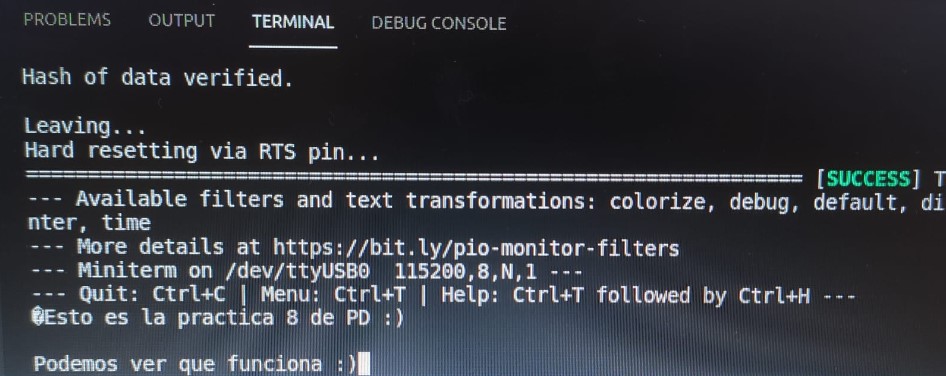 PROBLEMS OUTPUT TERMINAL DEBUG CONSOLE
Hash of data verified.
Leaving...
Hard resetting via RTS pin...
========================================================================== [SUCCESS] T
--- Available filters and text transformations: colorize, debug, default, di
nter, time
--- More details at https://bit.ly/pio-monitor-filters
--- Miniterm on /dev/ttyUSB0  115200,8,N,1 ---
--- Quit: Ctrl+C | Menu: Ctrl+T | Help: Ctrl+T followed by Ctrl+H ---
�Esto es la practica 8 de PD :)
Podemos ver que funciona :)